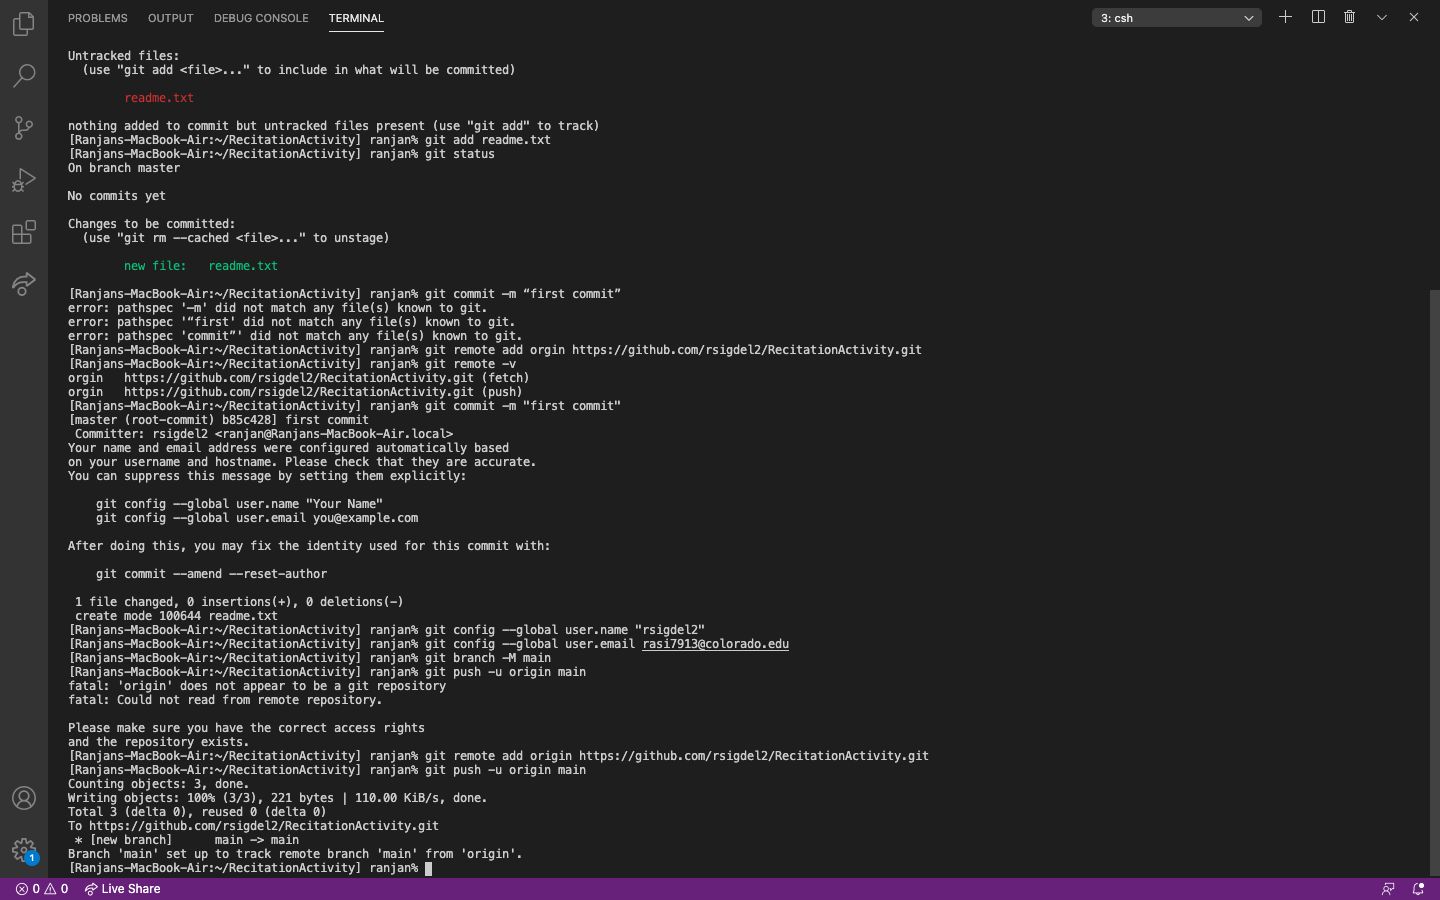 PROBLEMS OUTPUT DEBUG CONSOLE TERMINAL 3: csh
Untracked files:
(use "git add <file>..." to include in what will be committed)
readme.txt
nothing added to commit but untracked files present (use "git add" to track)
[Ranjans-MacBook-Air:~/RecitationActivity] ranjan% git add readme.txt
[Ranjans-MacBook-Air:~/RecitationActivity] ranjan% git status
On branch master
No commits yet
Changes to be committed:
(use "git rm --cached <file>..." to unstage)
new file:   readme.txt
[Ranjans-MacBook-Air:~/RecitationActivity] ranjan% git commit —m “first commit”
error: pathspec '—m' did not match any file(s) known to git.
error: pathspec '“first' did not match any file(s) known to git.
error: pathspec 'commit”' did not match any file(s) known to git.
[Ranjans-MacBook-Air:~/RecitationActivity] ranjan% git remote add orgin https://github.com/rsigdel2/RecitationActivity.git
[Ranjans-MacBook-Air:~/RecitationActivity] ranjan% git remote -v
orgin   https://github.com/rsigdel2/RecitationActivity.git (fetch)
orgin   https://github.com/rsigdel2/RecitationActivity.git (push)
[Ranjans-MacBook-Air:~/RecitationActivity] ranjan% git commit -m "first commit"
[master (root-commit) b85c428] first commit
Committer: rsigdel2 <ranjan@Ranjans-MacBook-Air.local>
Your name and email address were configured automatically based
on your username and hostname. Please check that they are accurate.
You can suppress this message by setting them explicitly:
git config --global user.name "Your Name"
git config --global user.email you@example.com
After doing this, you may fix the identity used for this commit with:
git commit --amend --reset-author
1 file changed, 0 insertions(+), 0 deletions(-)
create mode 100644 readme.txt
[Ranjans-MacBook-Air:~/RecitationActivity] ranjan% git config --global user.name "rsigdel2"
[Ranjans-MacBook-Air:~/RecitationActivity] ranjan% git config --global user.email rasi7913@colorado.edu
[Ranjans-MacBook-Air:~/RecitationActivity] ranjan% git branch -M main
[Ranjans-MacBook-Air:~/RecitationActivity] ranjan% git push -u origin main
fatal: 'origin' does not appear to be a git repository
fatal: Could not read from remote repository.
Please make sure you have the correct access rights
and the repository exists.
[Ranjans-MacBook-Air:~/RecitationActivity] ranjan% git remote add origin https://github.com/rsigdel2/RecitationActivity.git
[Ranjans-MacBook-Air:~/RecitationActivity] ranjan% git push -u origin main
Counting objects: 3, done.
Writing objects: 100% (3/3), 221 bytes | 110.00 KiB/s, done.
Total 3 (delta 0), reused 0 (delta 0)
To https://github.com/rsigdel2/RecitationActivity.git
* [new branch]      main -> main
Branch 'main' set up to track remote branch 'main' from 'origin'.
[Ranjans-MacBook-Air:~/RecitationActivity] ranjan%
1
0 0 Live Share